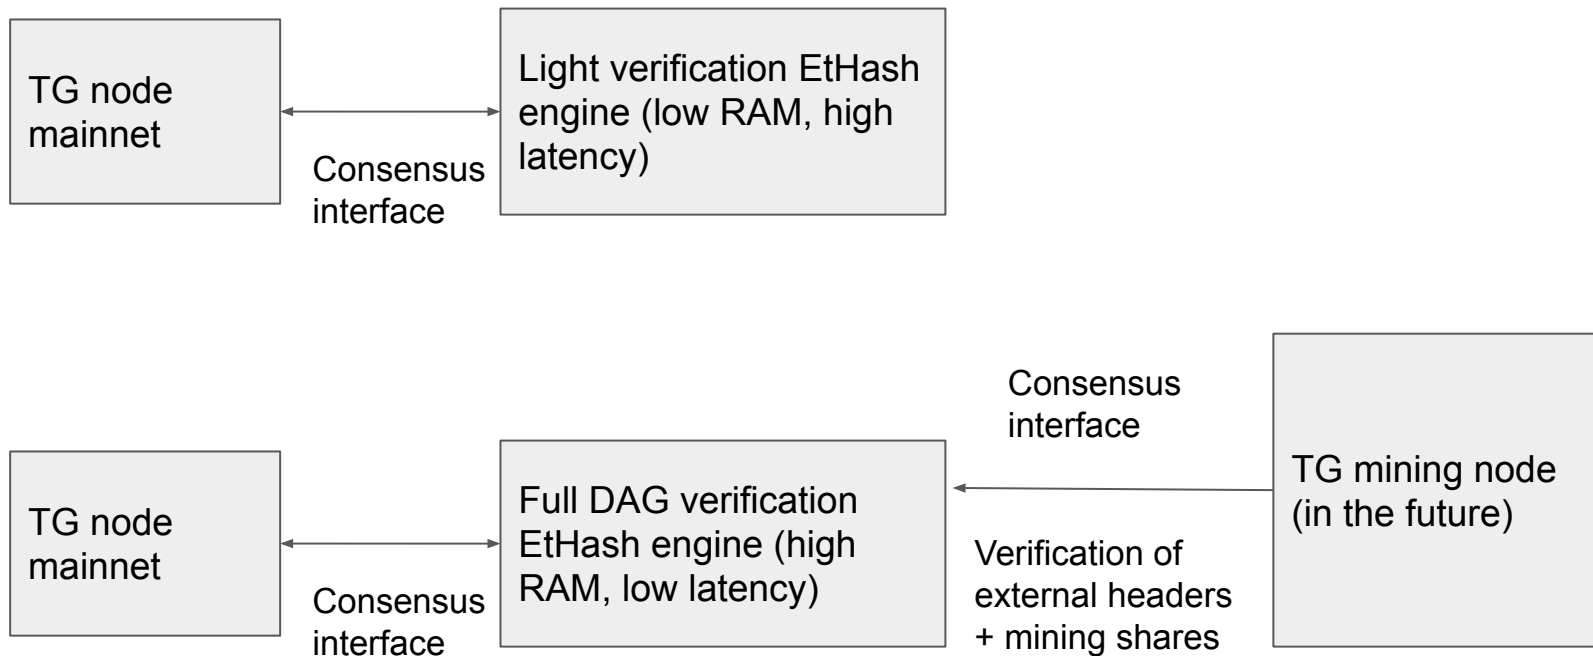 TG node
mainnet
Consensus
interface
Light verification EtHash
engine (low RAM, high
latency)
TG node
mainnet
Consensus
interface
Full DAG verification
EtHash engine (high
RAM, low latency)
Consensus
interface
Verification of
external headers
+ mining shares
TG mining node
(in the future)